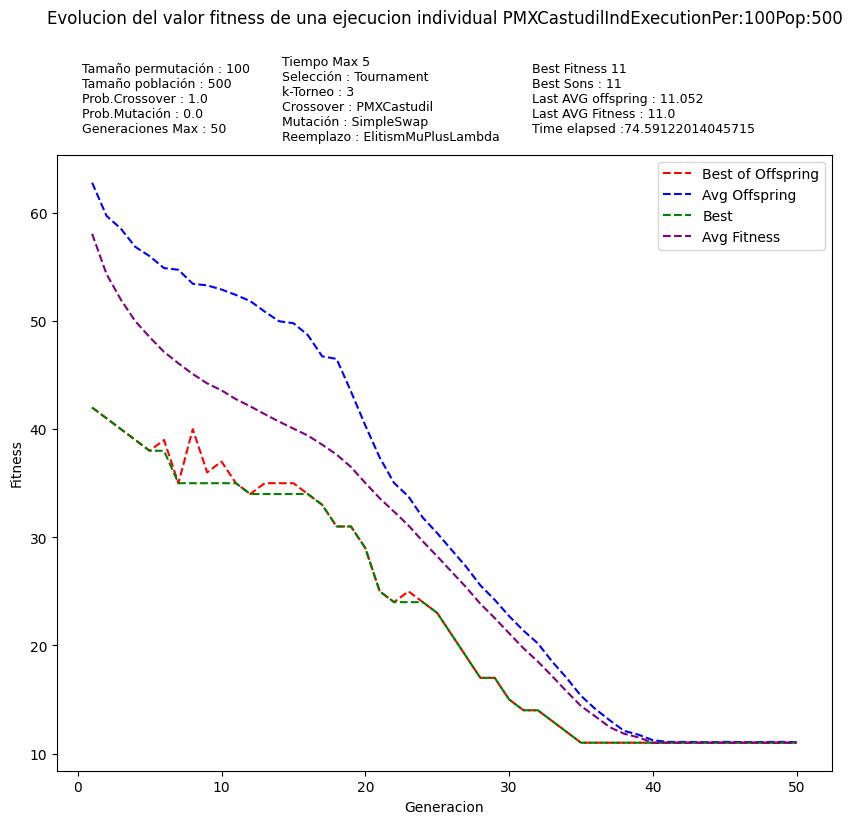 Evolucion del valor fitness de una ejecucion individual PMXCastudilIndExecutionPer:100Pop:500
Tamaño permutación : 100
Tamaño población : 500
Prob.Crossover : 1.0
Prob.Mutación : 0.0
Generaciones Max : 50
Tiempo Max 5
Selección : Tournament
k-Torneo : 3
Crossover : PMXCastudil
Mutación : SimpleSwap
Reemplazo : ElitismMuPlusLambda
Best Fitness 11
Best Sons : 11
Last AVG offspring : 11.052
Last AVG Fitness : 11.0
Time elapsed :74.59122014045715
Best of Offspring
Avg Offspring
Best
Avg Fitness
Fitness
60
50
40
30
20
10
0
10
20
30
40
50
Generacion